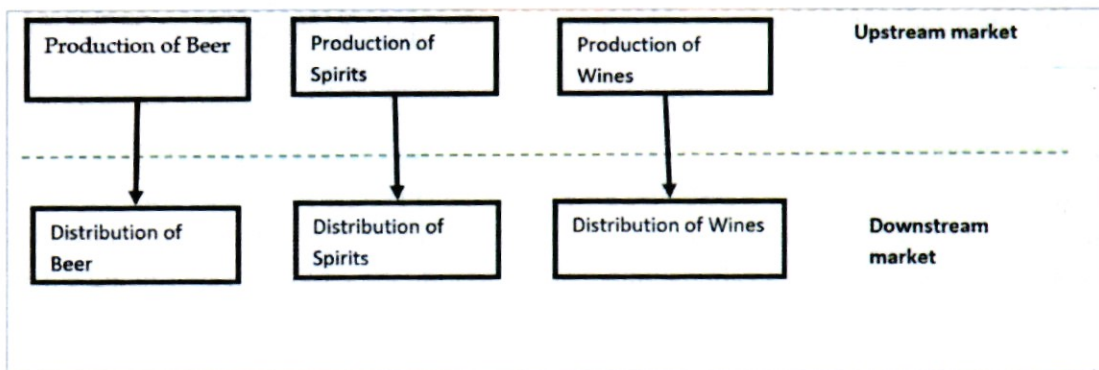 Production of Beer
Production of
Spirits
Production of
Wines
Upstream market
Distribution of
Beer
Distribution of
Spirits
Distribution of Wines
Downstream
market